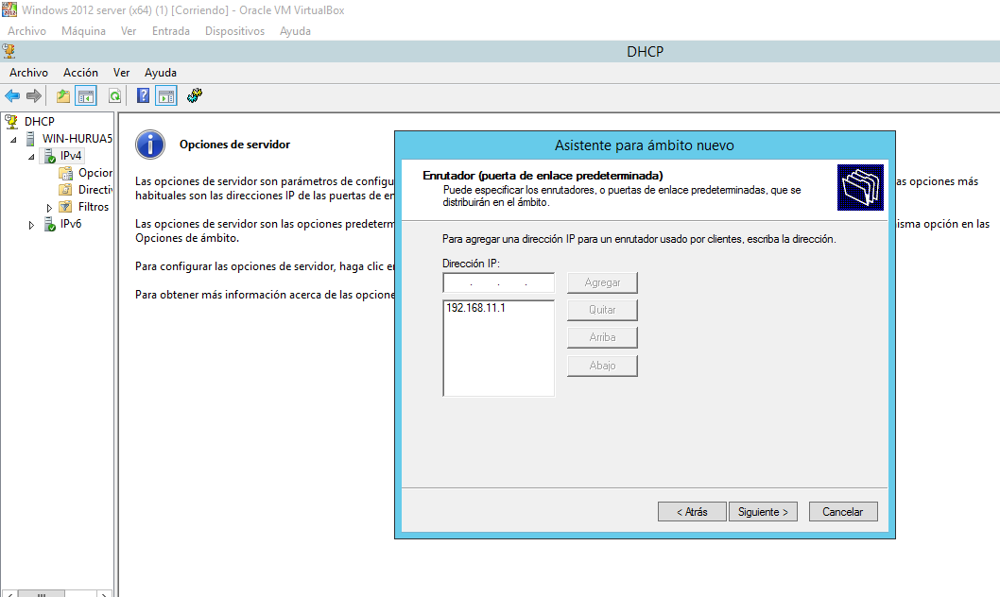 Windows 2012 server (x64) (1) [Corriendo] - Oracle VM VirtualBox
Archivo Máquina Ver Entrada Dispositivos Ayuda
DHCP
Archivo Acción Ver Ayuda
DHCP
WIN-HURUA5
IPv4
Opcior
Directiv
Filtros
IPv6
Opciones de servidor
Las opciones de servidor son parámetros de configu
as opciones más
habituales son las direcciones IP de las puertas de en
Las opciones de servidor son las opciones predeterm
isma opción en las
Opciones de ámbito.
Para configurar las opciones de servidor, haga clic en
Para obtener más información acerca de las opcione
Asistente para ámbito nuevo
Enrutador (puerta de enlace predeterminada)
Puede especificar los enrutadores, o puertas de enlace predeterminadas, que se
distribuirán en el ámbito.
Para agregar una dirección IP para un enrutador usado por clientes, escriba la dirección.
Dirección IP:
. . .
Agregar
192.168.11.1
Quitar
Arriba
Abajo
< Atrás
Siguiente >
Cancelar